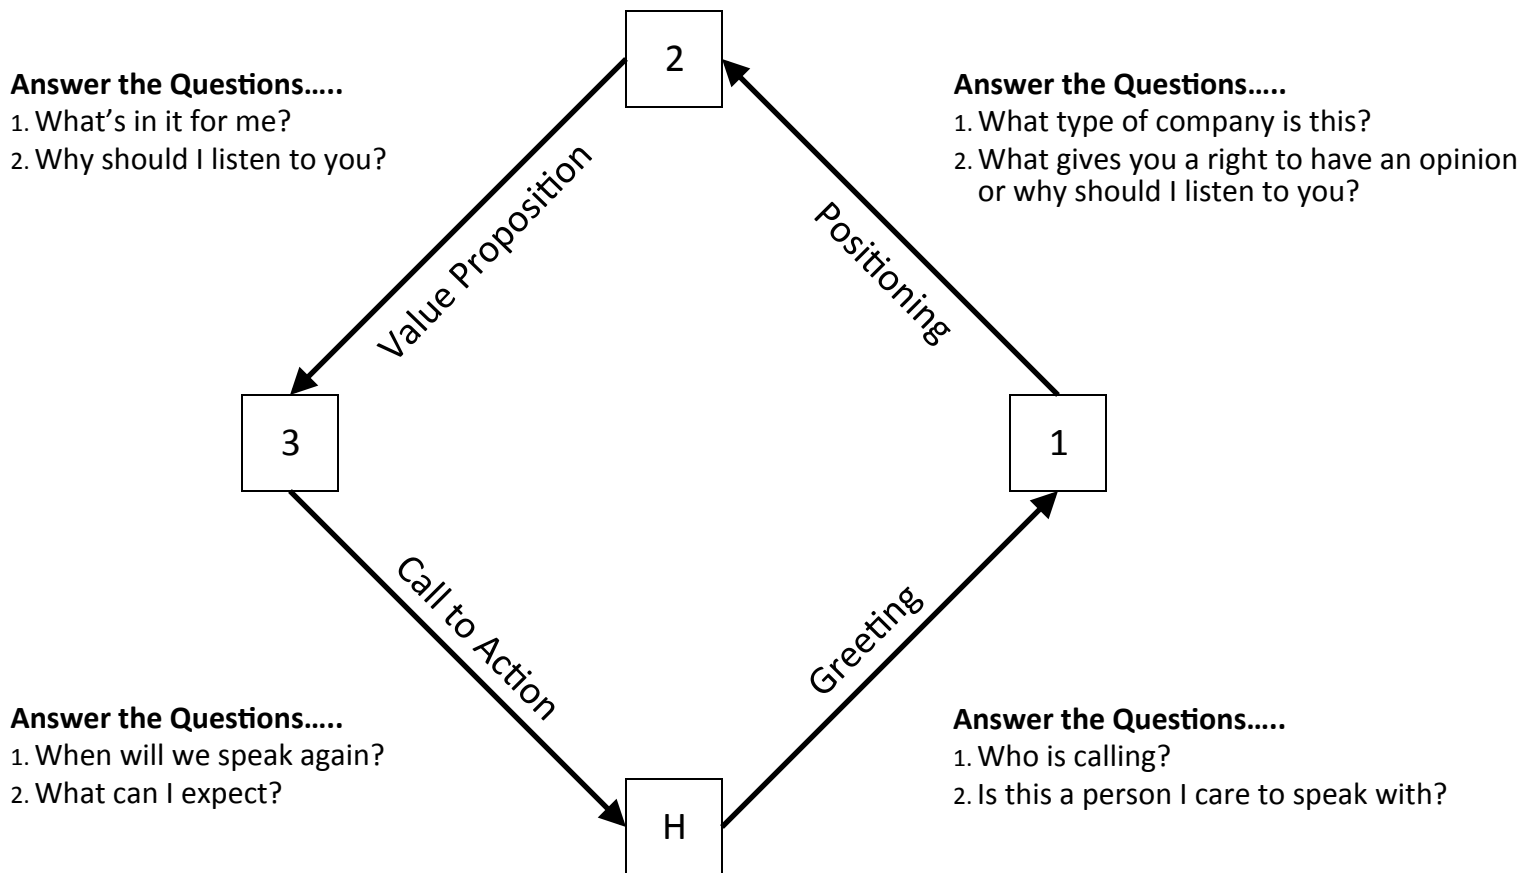 2
Answer the Questions.....
1. What's in it for me?
2. Why should I listen to you?
Answer the Questions.....
1. What type of company is this?
2. What gives you a right to have an opinion
or why should I listen to you?
Value Proposition
Positioning
3
1
Call to Action
Greeting
Answer the Questions.....
1. When will we speak again?
2. What can I expect?
Answer the Questions.....
1. Who is calling?
2. Is this a person I care to speak with?
H